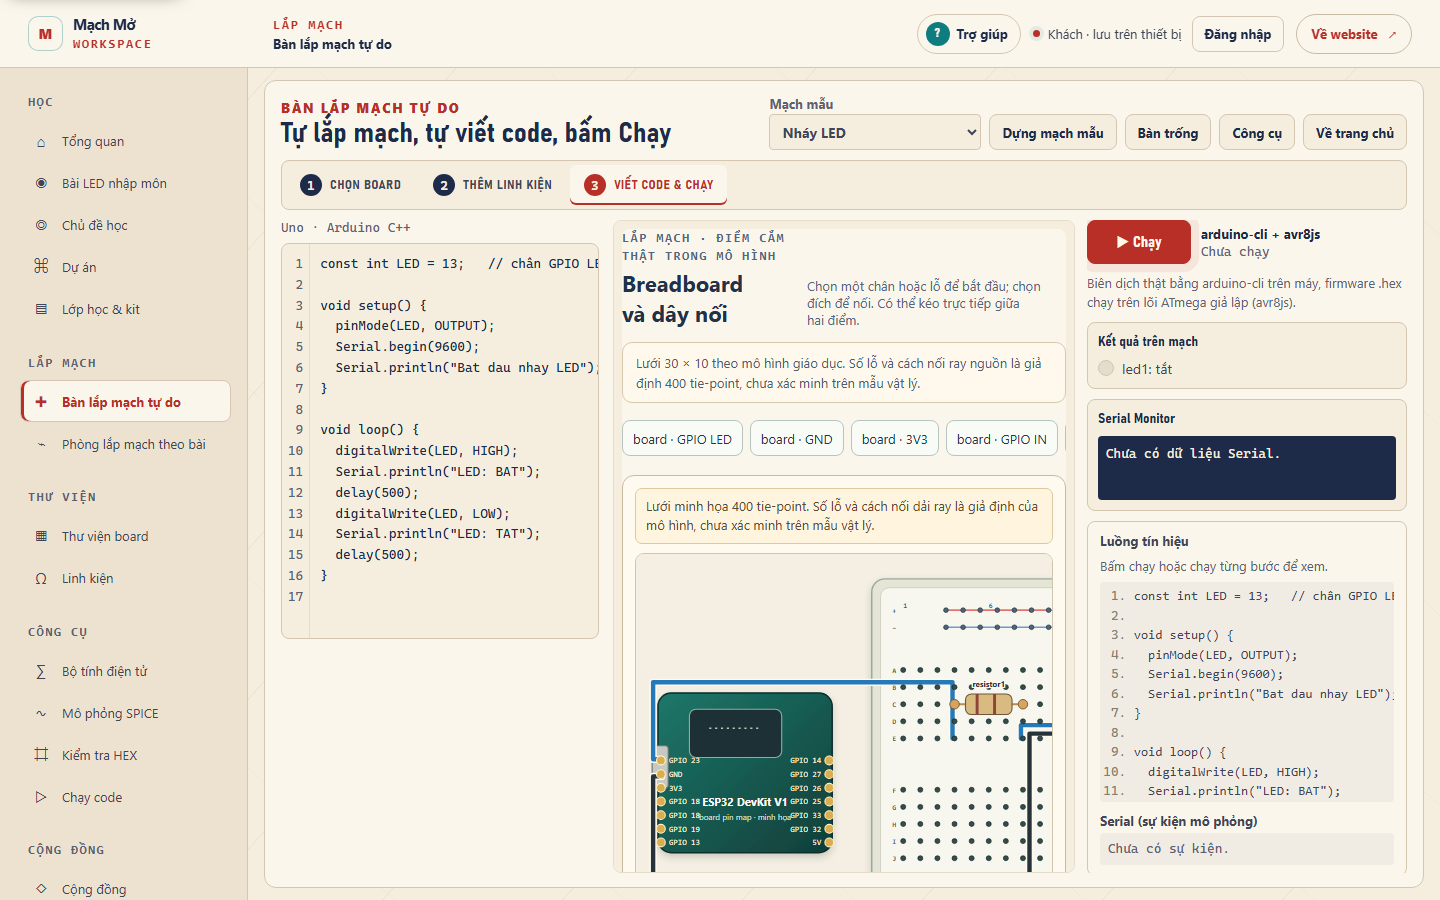 M
Mạch Mở
WORKSPACE
LẮP MẠCH
Bàn lắp mạch tự do
? Trợ giúp
Khách · lưu trên thiết bị
Đăng nhập
Về website ↗
HỌC
Tổng quan
Bài LED nhập môn
Chủ đề học
Dự án
Lớp học & kit
LẮP MẠCH
Bàn lắp mạch tự do
Phòng lắp mạch theo bài
THƯ VIỆN
Thư viện board
Linh kiện
CÔNG CỤ
Bộ tính điện tử
Mô phỏng SPICE
Kiểm tra HEX
Chạy code
CỘNG ĐỒNG
Cộng đồng
BÀN LẮP MẠCH TỰ DO
Tự lắp mạch, tự viết code, bấm Chạy
Mạch mẫu
Nháy LED
Dựng mạch mẫu
Bàn trống
Công cụ
Về trang chủ
1 CHỌN BOARD
2 THÊM LINH KIỆN
3 VIẾT CODE & CHẠY
Uno · Arduino C++
1 const int LED = 13;   // chân GPIO LE
2
3 void setup() {
4   pinMode(LED, OUTPUT);
5   Serial.begin(9600);
6   Serial.println("Bat dau nhay LED");
7 }
8
9 void loop() {
10   digitalWrite(LED, HIGH);
11   Serial.println("LED: BAT");
12   delay(500);
13   digitalWrite(LED, LOW);
14   Serial.println("LED: TAT");
15   delay(500);
16 }
17
LẮP MẠCH · ĐIỂM CẮM
THẬT TRONG MÔ HÌNH
Breadboard
và dây nối
Chọn một chân hoặc lỗ để bắt đầu; chọn
đích để nối. Có thể kéo trực tiếp giữa
hai điểm.
Lưới 30 × 10 theo mô hình giáo dục. Số lỗ và cách nối ray nguồn là giả
định 400 tie-point, chưa xác minh trên mẫu vật lý.
board · GPIO LED
board · GND
board · 3V3
board · GPIO IN
Lưới minh họa 400 tie-point. Số lỗ và cách nối dải ray là giả định của
mô hình, chưa xác minh trên mẫu vật lý.
1
6
+
−
A
B
C
D
E
F
G
H
I
J
resistor1
GPIO 23
GND
3V3
GPIO 18
GPIO 18
GPIO 19
GPIO 13
GPIO 14
GPIO 27
GPIO 26
GPIO 25
GPIO 33
GPIO 32
5V
ESP32 DevKit V1
board pin map · minh họa
▶ Chạy
arduino-cli + avr8js
Chưa chạy
Biên dịch thật bằng arduino-cli trên máy, firmware .hex
chạy trên lõi ATmega giả lập (avr8js).
Kết quả trên mạch
led1: tắt
Serial Monitor
Chưa có dữ liệu Serial.
Luồng tín hiệu
Bấm chạy hoặc chạy từng bước để xem.
1. const int LED = 13;   // chân GPIO LE
2.
3. void setup() {
4.   pinMode(LED, OUTPUT);
5.   Serial.begin(9600);
6.   Serial.println("Bat dau nhay LED");
7. }
8.
9. void loop() {
10.   digitalWrite(LED, HIGH);
11.   Serial.println("LED: BAT");
Serial (sự kiện mô phỏng)
Chưa có sự kiện.